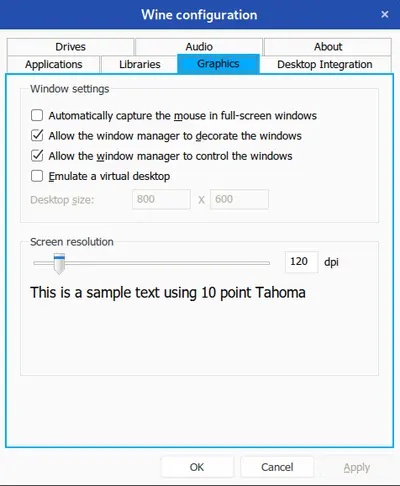 Wine configuration
×
Drives
Audio
About
Applications
Libraries
Graphics
Desktop Integration
Window settings
Automatically capture the mouse in full-screen windows
Allow the window manager to decorate the windows
Allow the window manager to control the windows
Emulate a virtual desktop
Desktop size: 800 X 600
Screen resolution
120 dpi
This is a sample text using 10 point Tahoma
OK
Cancel
Apply